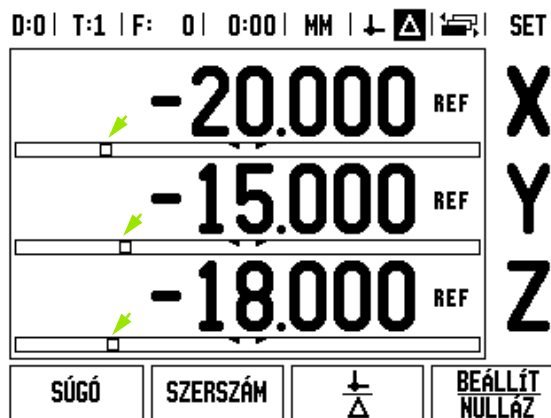 D:0 | T:1 | F: 0 | 0:00 | MM | Δ | | SET
-20.000 REF X
-15.000 REF Y
-18.000 REF Z
SÚGÓ SZERSZÁM Δ BEÁLLÍT
NULLÁZ